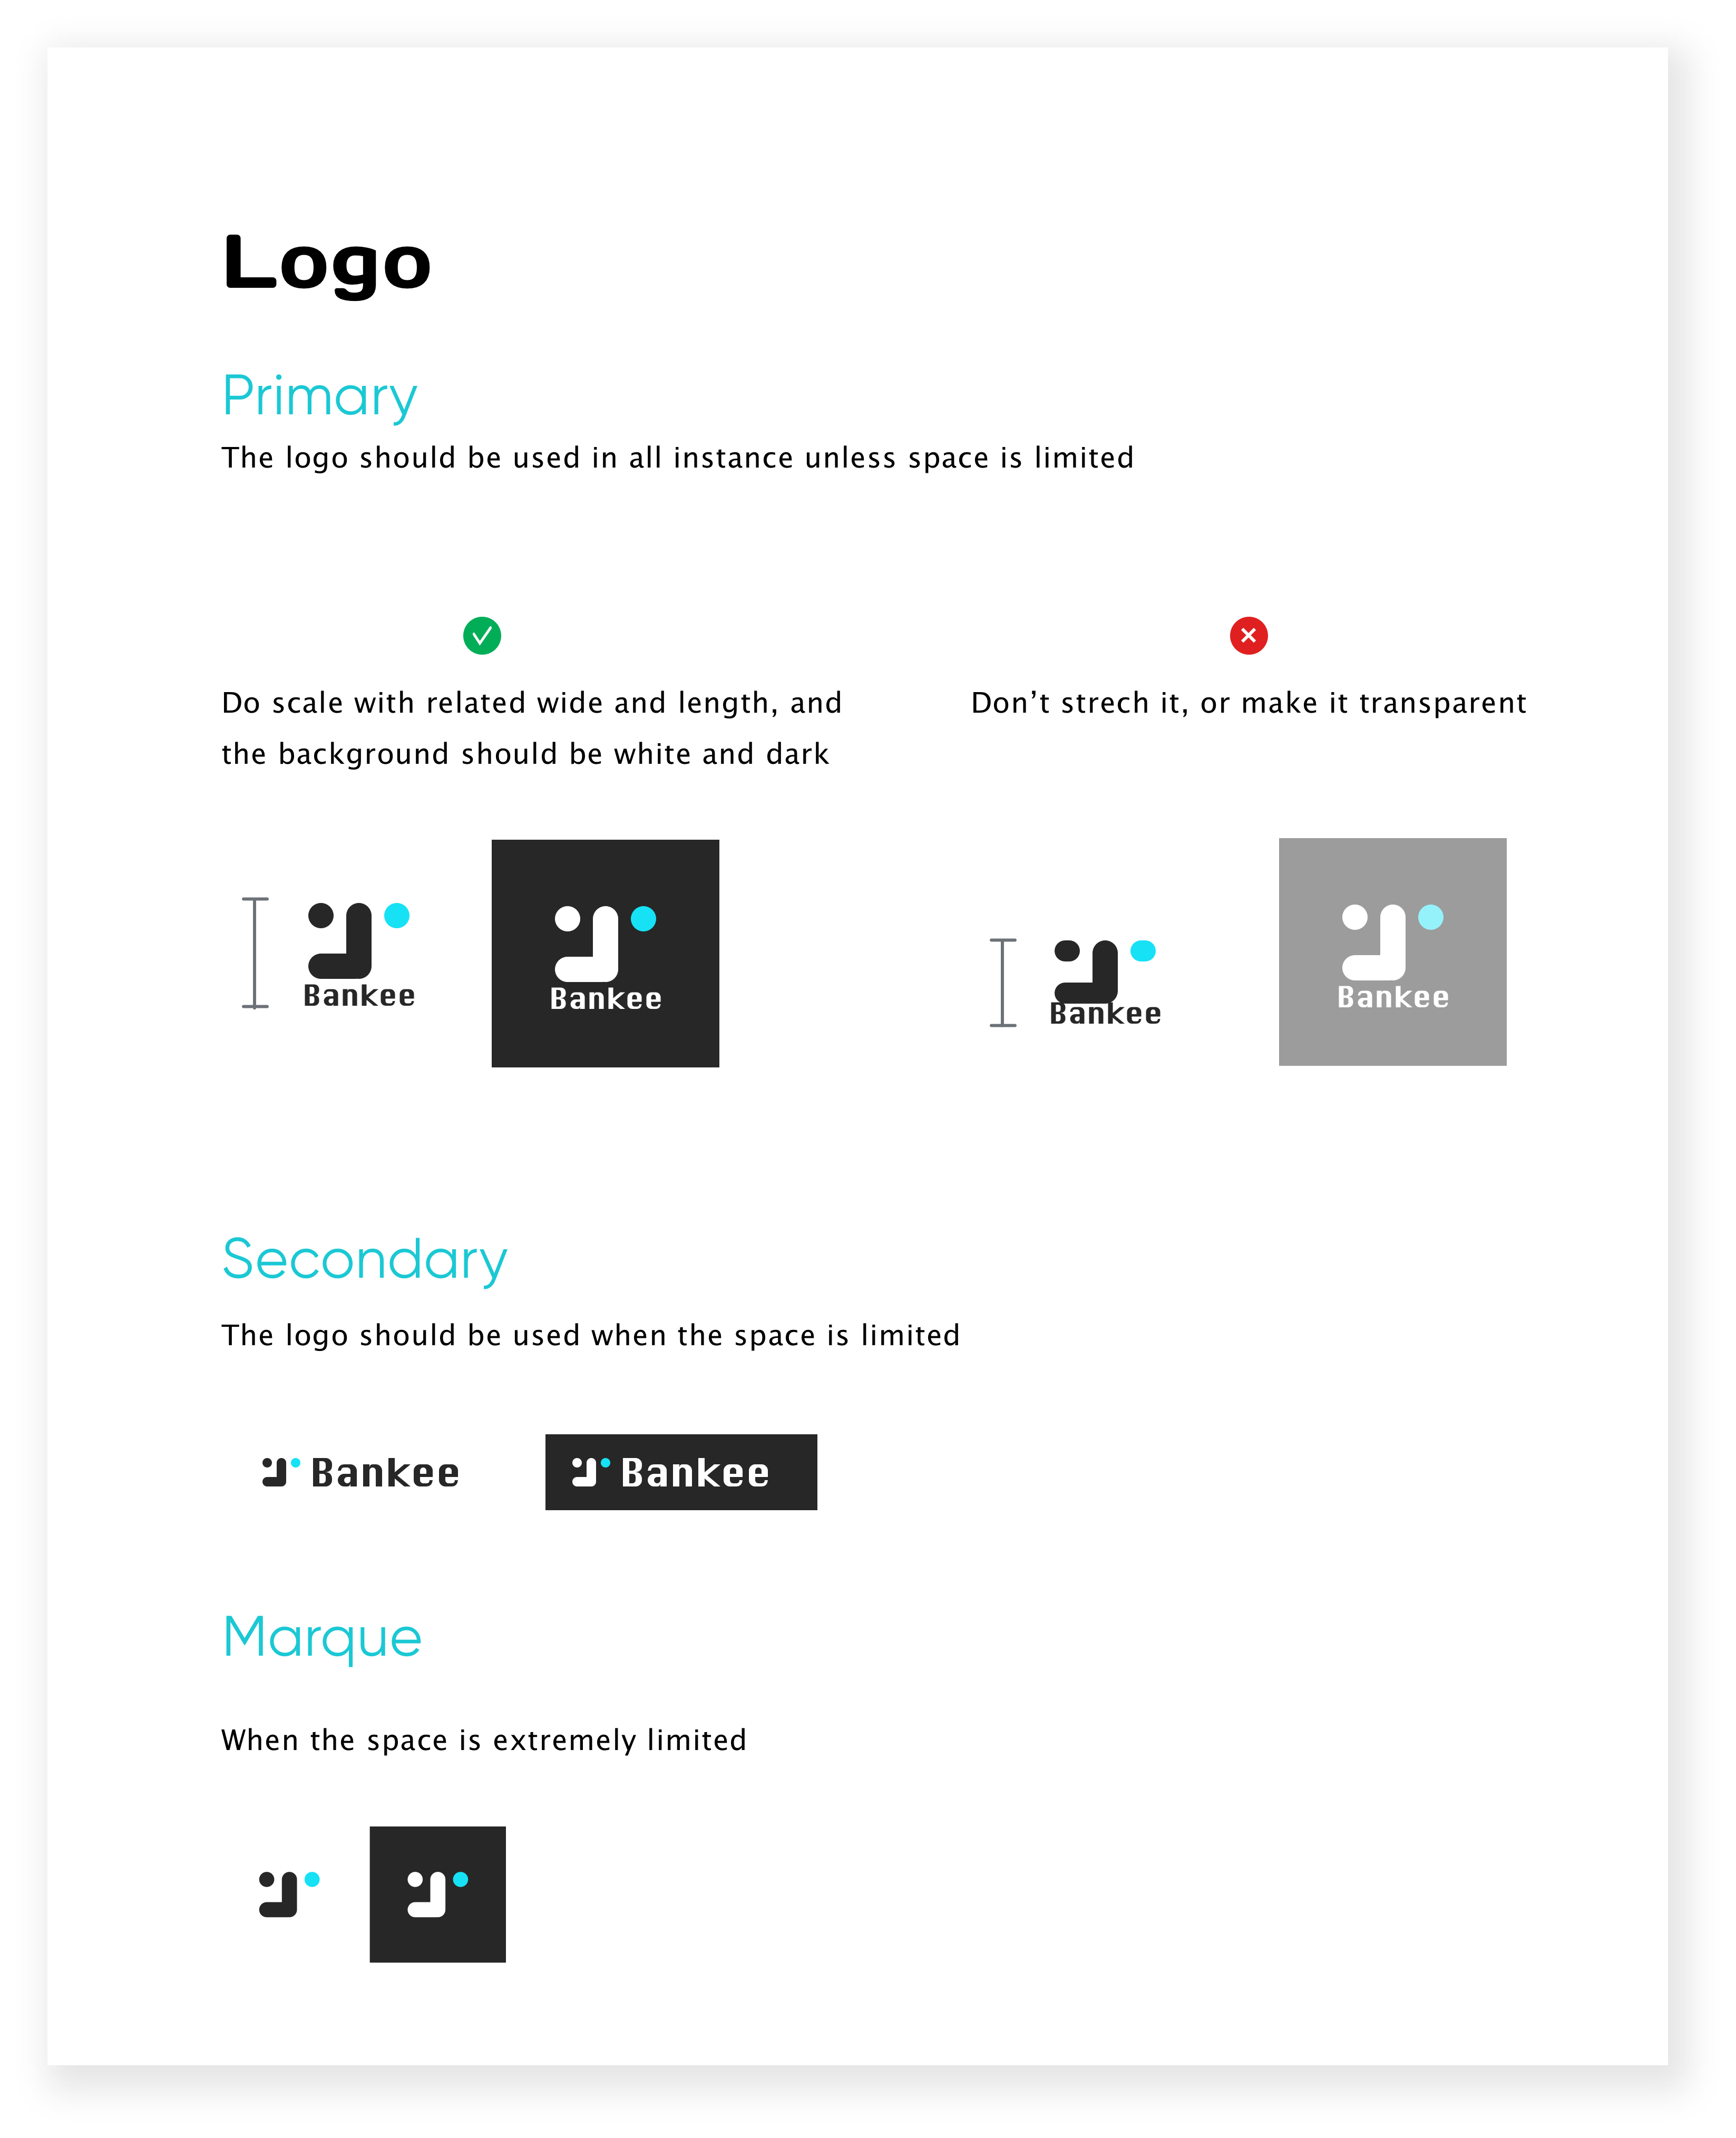 Logo
Primary
The logo should be used in all instance unless space is limited
Do scale with related wide and length, and
the background should be white and dark
Don’t strech it, or make it transparent
Bankee
Bankee
Bankee
Bankee
Secondary
The logo should be used when the space is limited
Bankee
Bankee
Marque
When the space is extremely limited